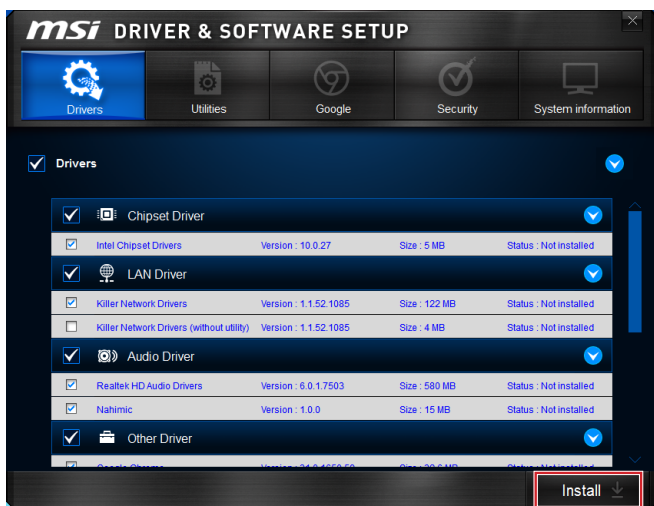 msi DRIVER & SOFTWARE SETUP
Drivers Utilities Google Security System information
Drivers
Chipset Driver
Intel Chipset Drivers Version : 10.0.27 Size : 5 MB Status : Not installed
LAN Driver
Killer Network Drivers Version : 1.1.52.1085 Size : 122 MB Status : Not installed
Killer Network Drivers (without utility) Version : 1.1.52.1085 Size : 4 MB Status : Not installed
Audio Driver
Realtek HD Audio Drivers Version : 6.0.1.7503 Size : 580 MB Status : Not installed
Nahimic Version : 1.0.0 Size : 15 MB Status : Not installed
Other Driver
Google Chrome
Install